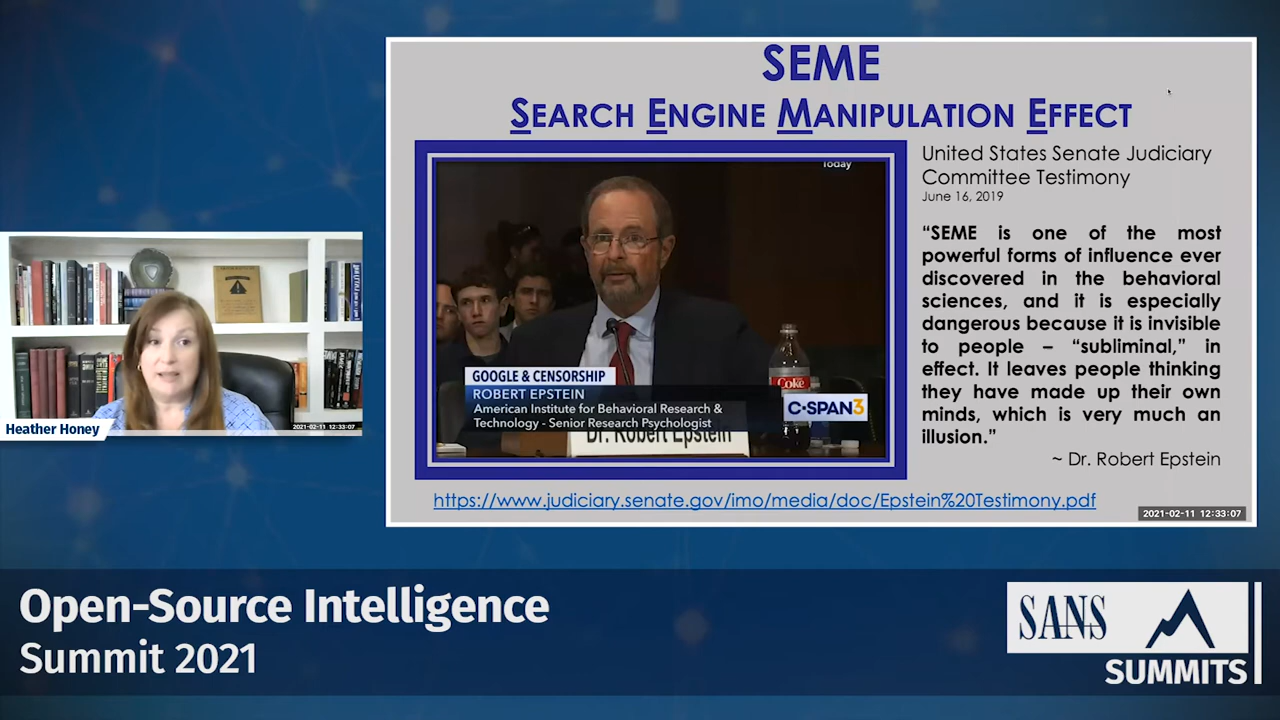 SEME
SEARCH ENGINE MANIPULATION EFFECT
Today
GOOGLE & CENSORSHIP
ROBERT EPSTEIN
American Institute for Behavioral Research &
Technology - Senior Research Psychologist
Dr. Robert Epstein
Coke
C-SPAN3
United States Senate Judiciary
Committee Testimony
June 16, 2019
“SEME is one of the most
powerful forms of influence ever
discovered in the behavioral
sciences, and it is especially
dangerous because it is invisible
to people – “subliminal,” in
effect. It leaves people thinking
they have made up their own
minds, which is very much an
illusion.”
~ Dr. Robert Epstein
https://www.judiciary.senate.gov/imo/media/doc/Epstein%20Testimony.pdf
2021-02-11 12:33:07
Heather Honey
2021-02-11 12:33:07
Open-Source Intelligence
Summit 2021
SANS
SUMMITS